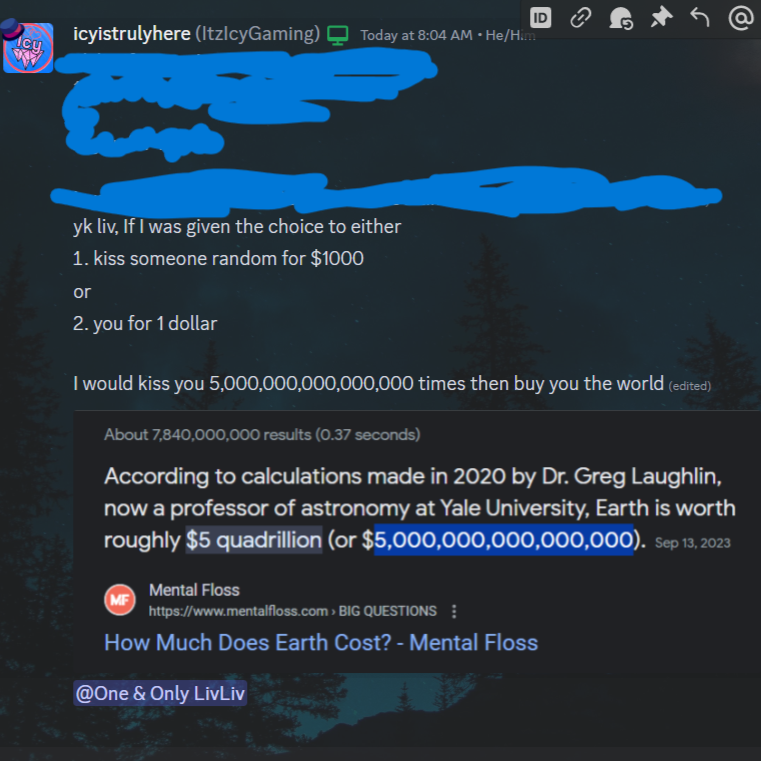 icyistrulyhere (ItzIcyGaming) Today at 8:04 AM • He/H
ID
Icy
yk liv, If I was given the choice to either
1. kiss someone random for $1000
or
2. you for 1 dollar
I would kiss you 5,000,000,000,000,000 times then buy you the world (edited)
About 7,840,000,000 results (0.37 seconds)
According to calculations made in 2020 by Dr. Greg Laughlin,
now a professor of astronomy at Yale University, Earth is worth
roughly $5 quadrillion (or $5,000,000,000,000,000). Sep 13, 2023
MF
Mental Floss
https://www.mentalfloss.com › BIG QUESTIONS
How Much Does Earth Cost? - Mental Floss
@One & Only LivLiv